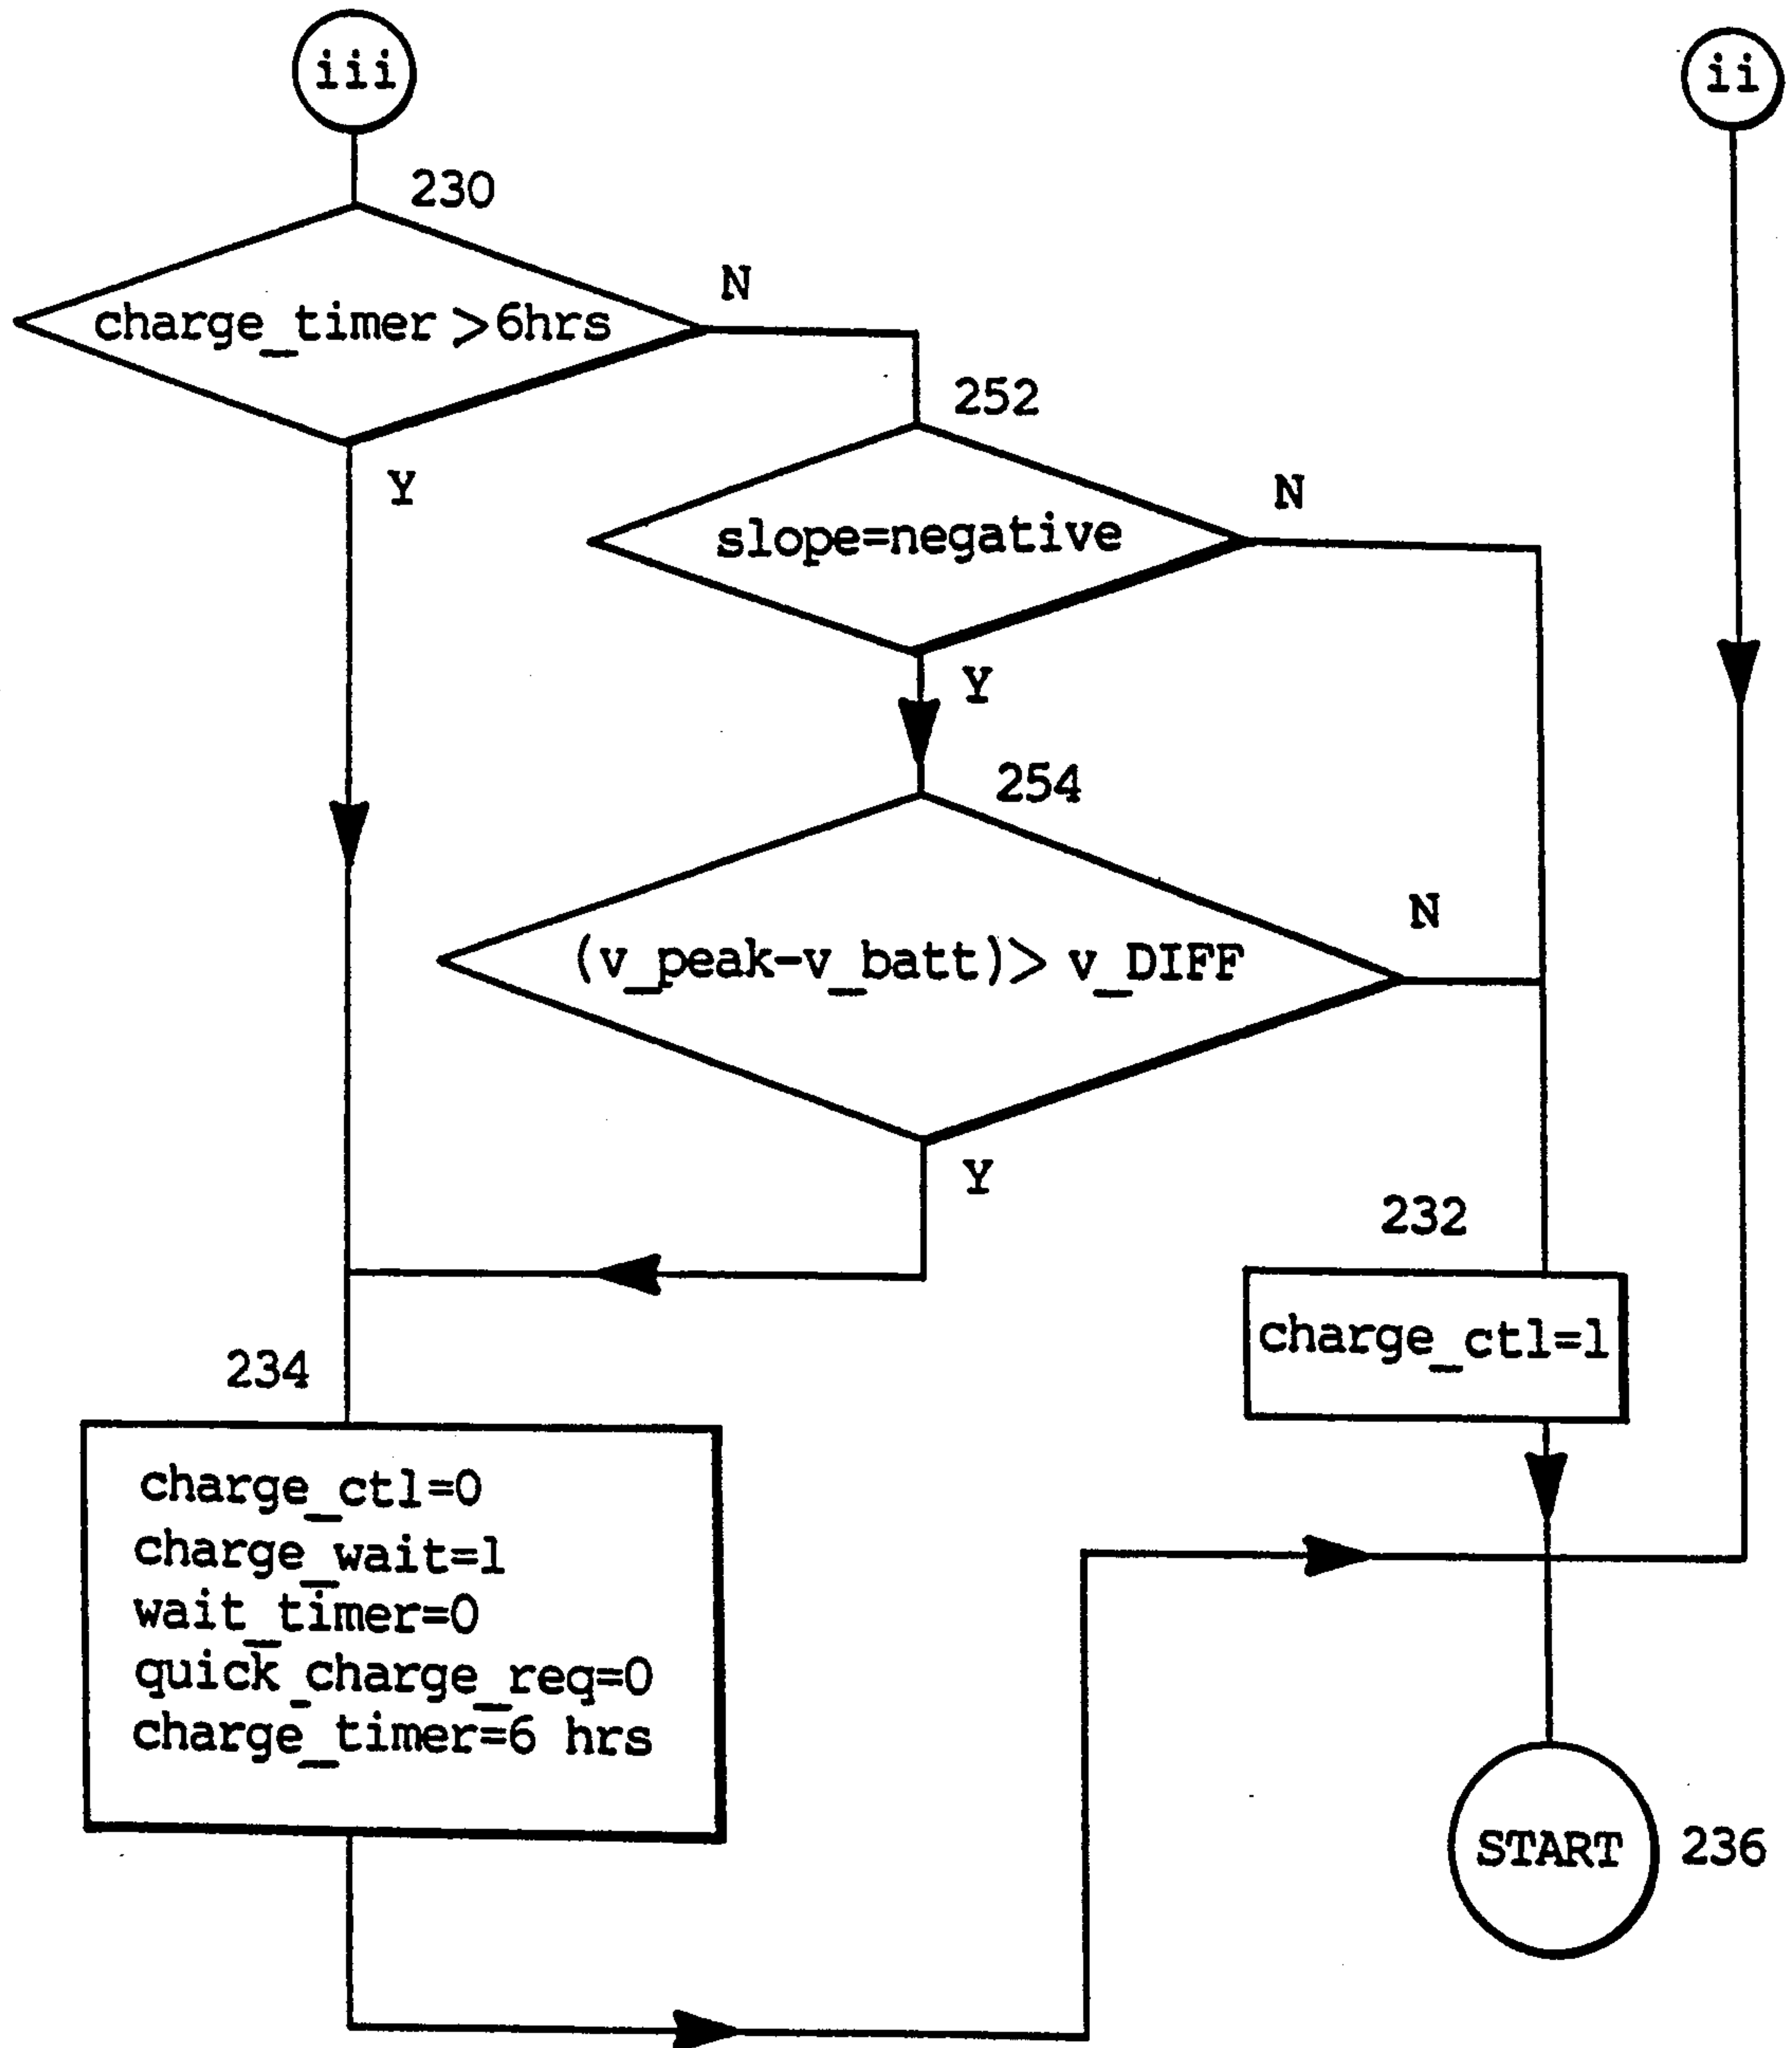 iii
ii
230
N
charge_timer >6hrs
252
Y
N
slope=negative
Y
254
N
(v_peak-v_batt)> v_DIFF
Y
232
charge_ctl=1
234
charge_ctl=0
charge_wait=1
wait_timer=0
quick_charge_req=0
charge_timer=6 hrs
START
236